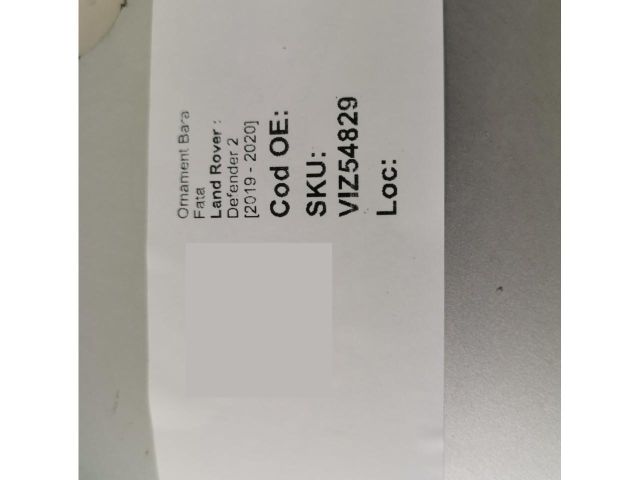 Ornament Bara
Fata
Land Rover :
Defender 2
[2019 - 2020]
Cod OE:
SKU:
VIZ54829
Loc: